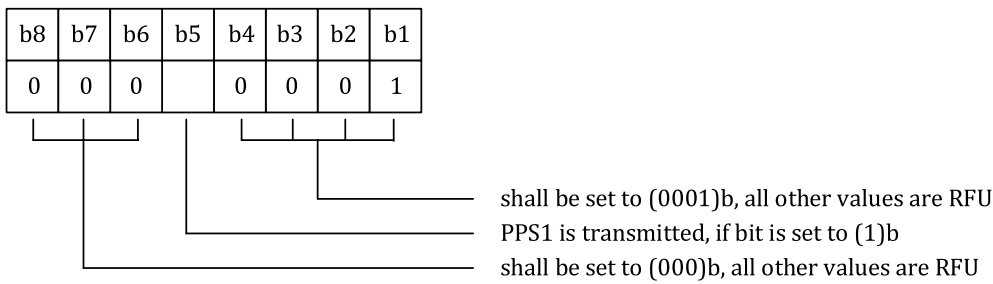 b8 b7 b6 b5 b4 b3 b2 b1
0 0 0 0 0 0 1
shall be set to (0001)b, all other values are RFU
PPS1 is transmitted, if bit is set to (1)b
shall be set to (000)b, all other values are RFU